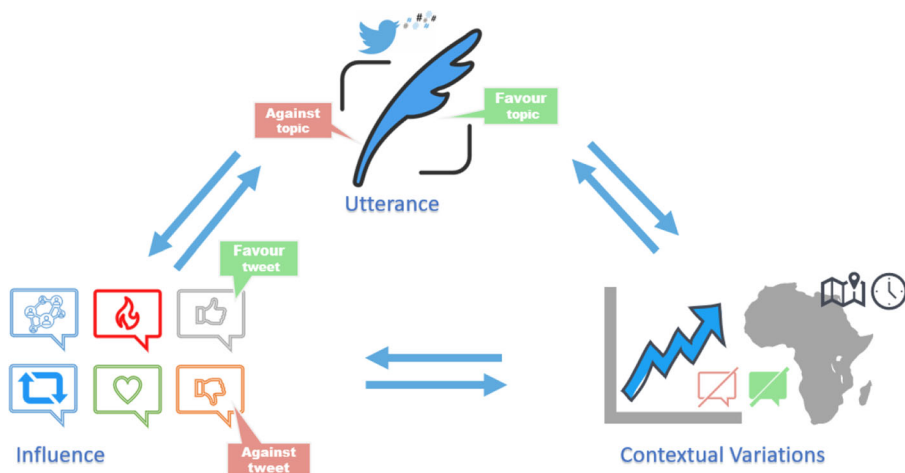 Against
topic
Favour
topic
Utterance
Favour
tweet
Against
tweet
Influence
Contextual Variations